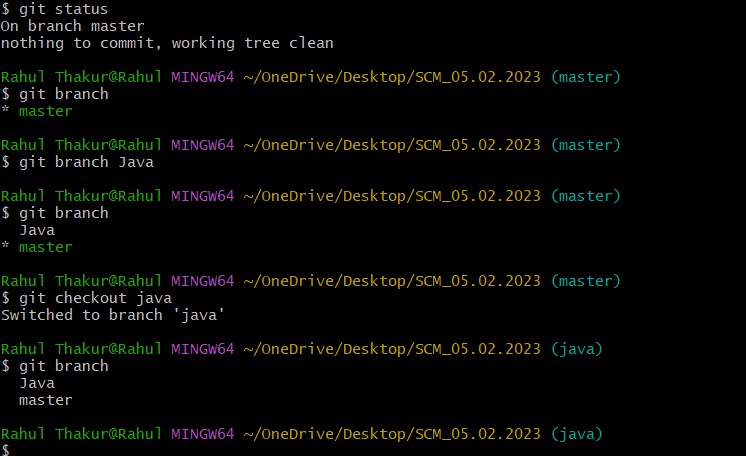 $ git status
On branch master
nothing to commit, working tree clean
Rahul Thakur@Rahul MINGW64 ~/OneDrive/Desktop/SCM_05.02.2023 (master)
$ git branch
* master
Rahul Thakur@Rahul MINGW64 ~/OneDrive/Desktop/SCM_05.02.2023 (master)
$ git branch Java
Rahul Thakur@Rahul MINGW64 ~/OneDrive/Desktop/SCM_05.02.2023 (master)
$ git branch
  Java
* master
Rahul Thakur@Rahul MINGW64 ~/OneDrive/Desktop/SCM_05.02.2023 (master)
$ git checkout java
Switched to branch 'java'
Rahul Thakur@Rahul MINGW64 ~/OneDrive/Desktop/SCM_05.02.2023 (java)
$ git branch
  Java
  master
Rahul Thakur@Rahul MINGW64 ~/OneDrive/Desktop/SCM_05.02.2023 (java)
$